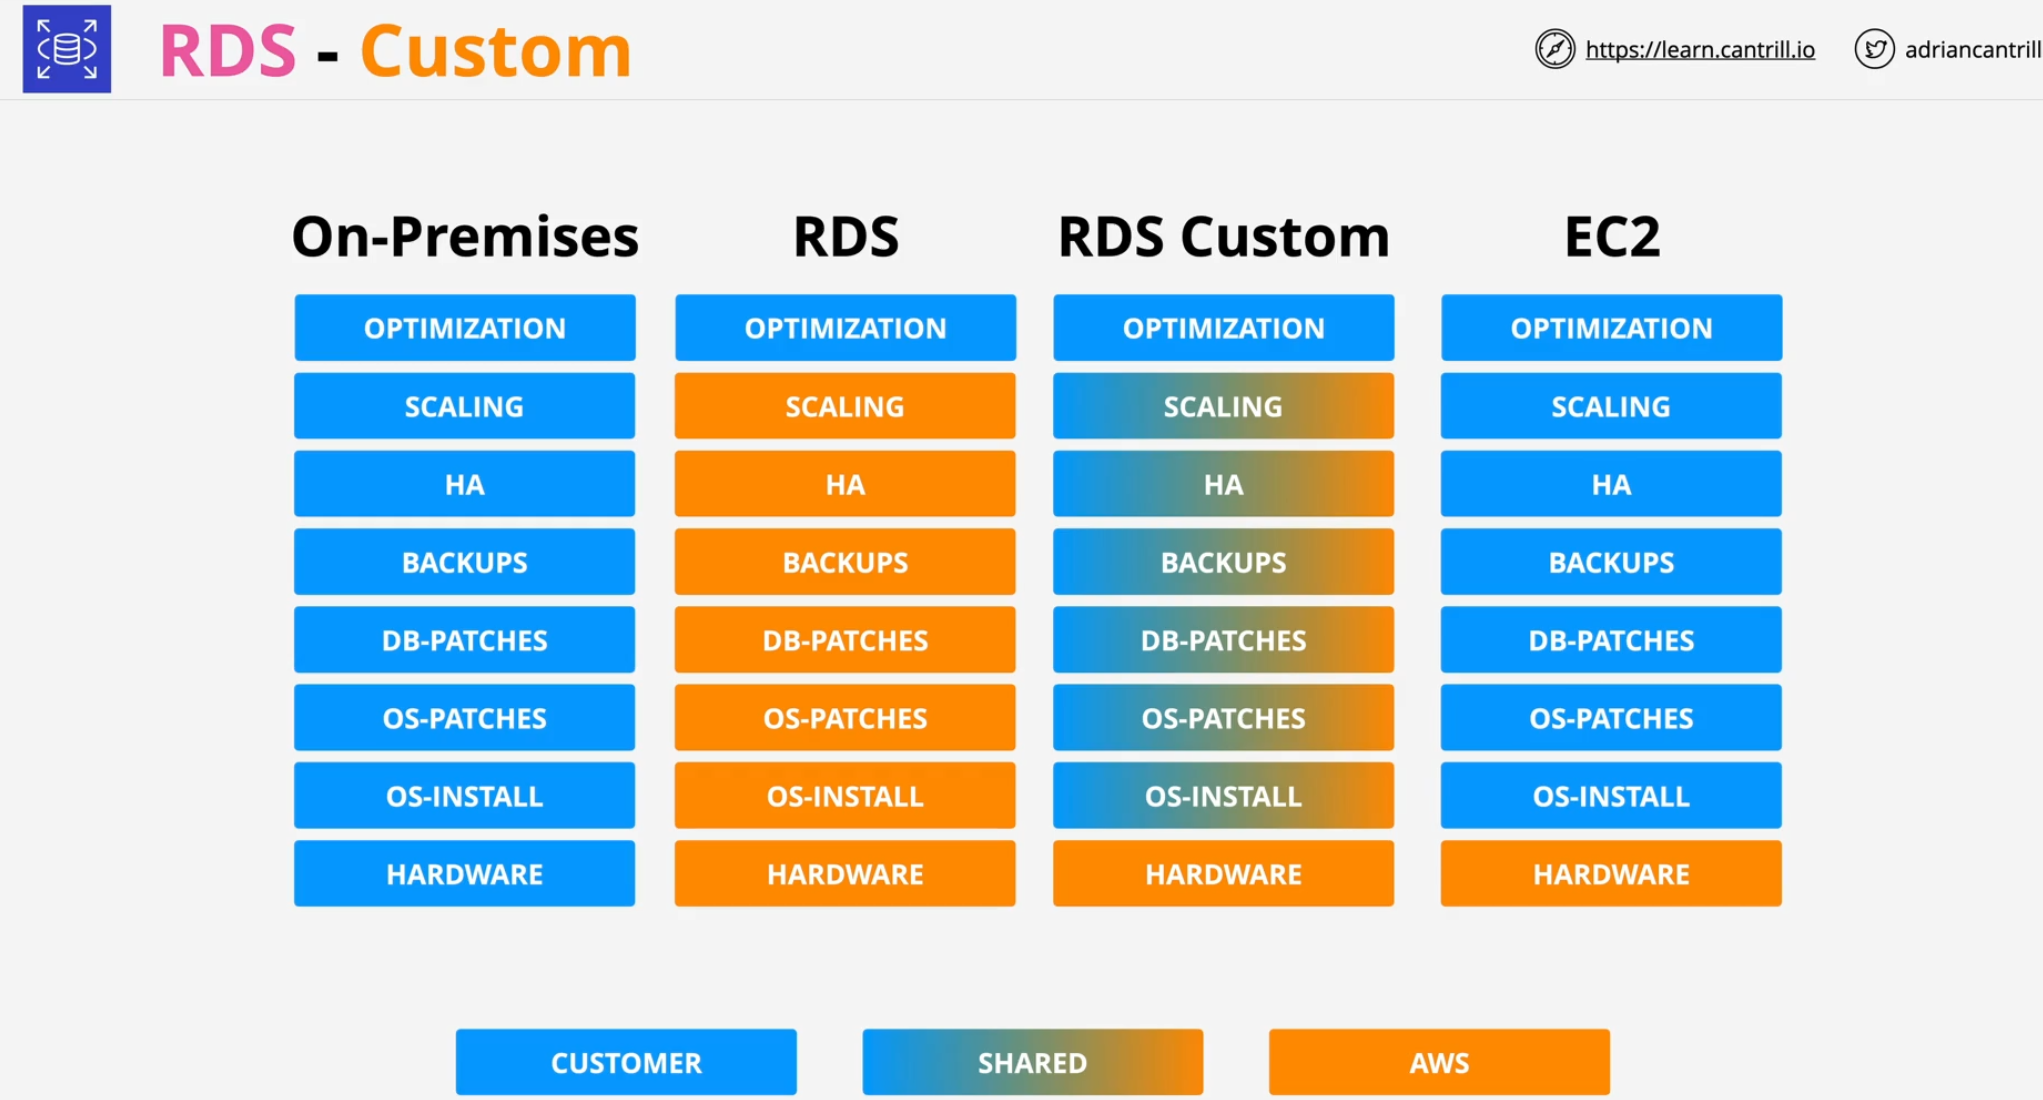 RDS - Custom
https://learn.cantrill.io
adriancantrill
On-Premises RDS RDS Custom EC2
OPTIMIZATION OPTIMIZATION OPTIMIZATION OPTIMIZATION
SCALING SCALING SCALING SCALING
HA HA HA HA
BACKUPS BACKUPS BACKUPS BACKUPS
DB-PATCHES DB-PATCHES DB-PATCHES DB-PATCHES
OS-PATCHES OS-PATCHES OS-PATCHES OS-PATCHES
OS-INSTALL OS-INSTALL OS-INSTALL OS-INSTALL
HARDWARE HARDWARE HARDWARE HARDWARE
CUSTOMER SHARED AWS